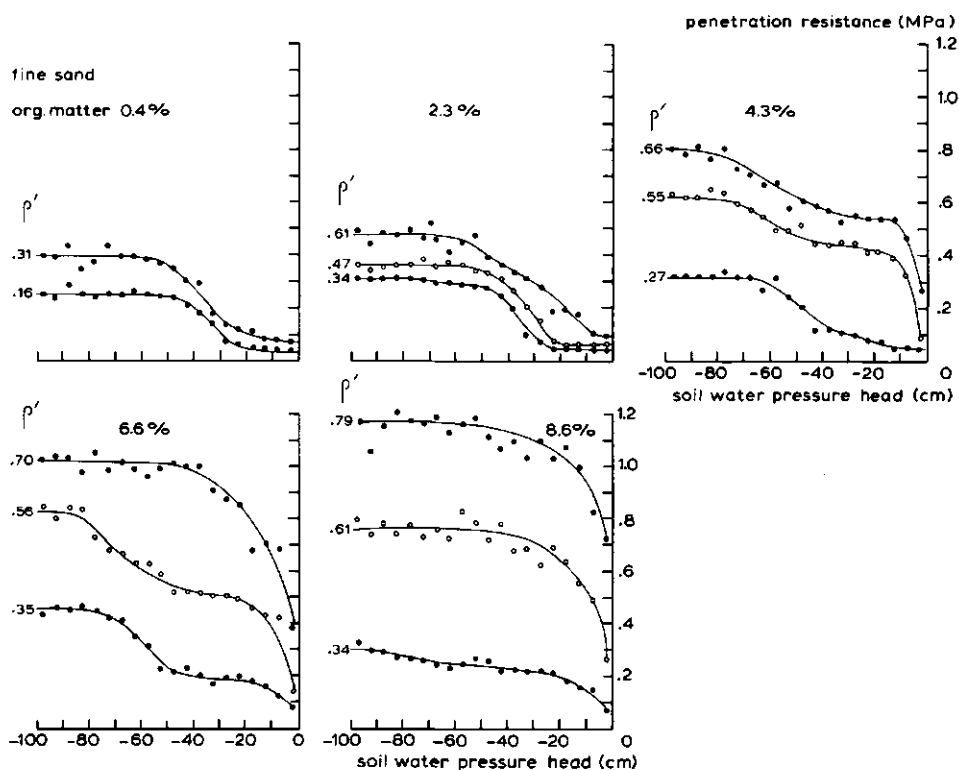 penetration resistance (MPa)
fine sand
org. matter 0.4%
2.3%
4.3%
ρ′
.31
.16
ρ′
.61
.47
.34
ρ′
.66
.55
.27
1.2
1.0
.8
.6
.4
.2
0
-100 -80 -60 -40 -20
soil water pressure head (cm)
ρ′
6.6%
.70
.56
.35
8.6%
.79
.61
.34
1.2
1.0
.8
.6
.4
.2
0
-100 -80 -60 -40 -20
-100 -80 -60 -40 -20 0
soil water pressure head (cm)